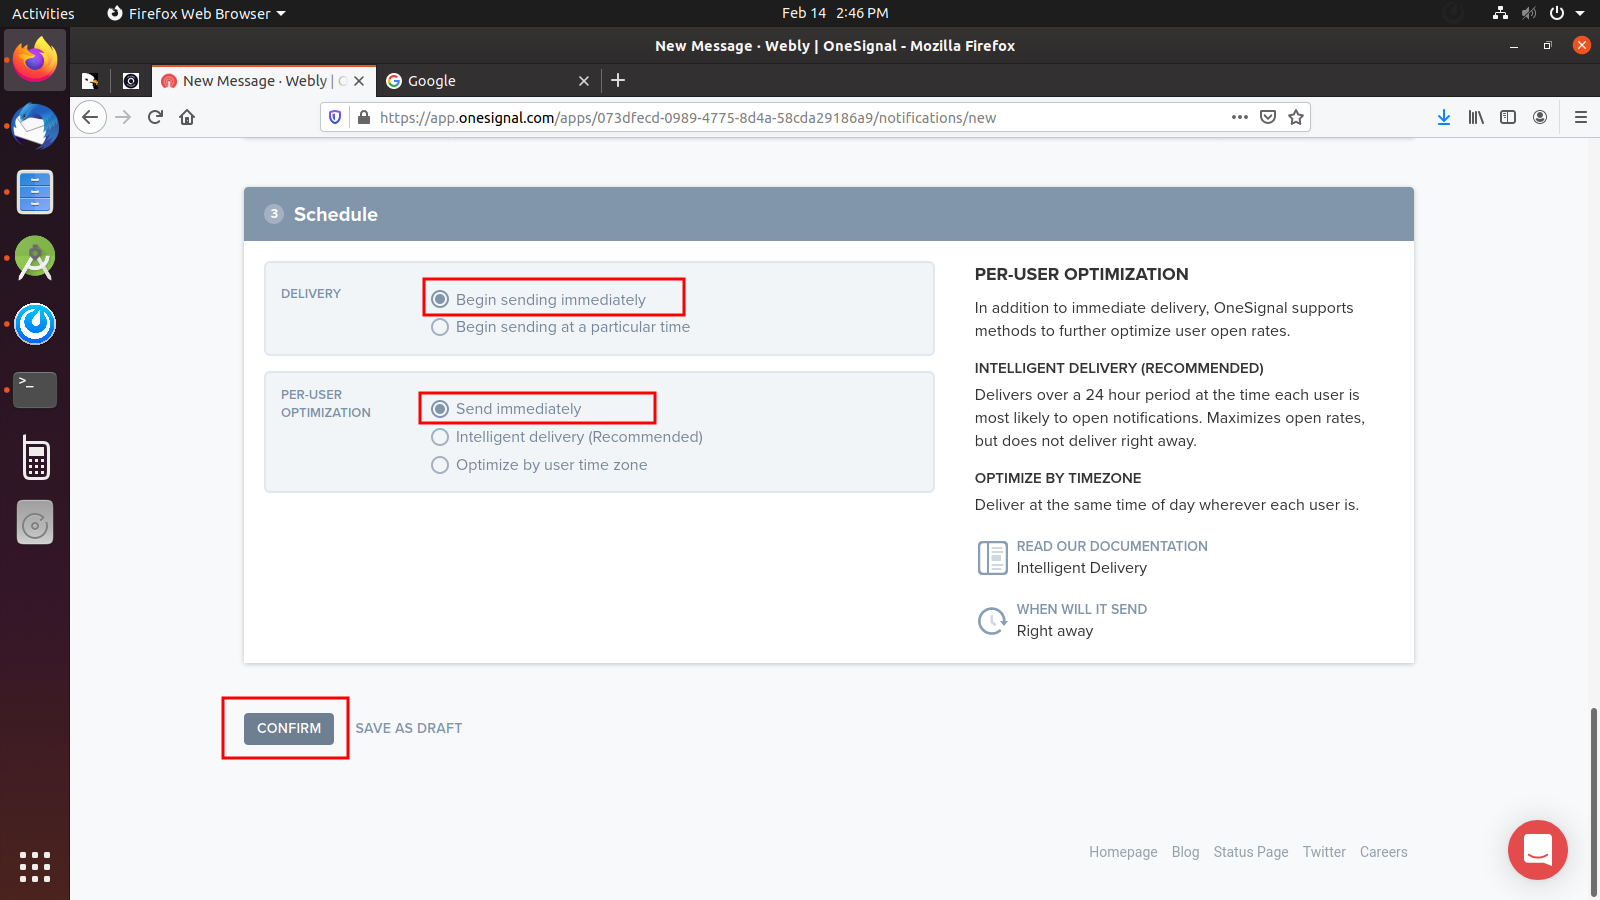 Activities
Firefox Web Browser
Feb 14 2:46 PM
New Message · Webly | OneSignal - Mozilla Firefox
New Message · Webly |
Google
https://app.onesignal.com/apps/073dfecd-0989-4775-8d4a-58cda29186a9/notifications/new
3 Schedule
DELIVERY
Begin sending immediately
Begin sending at a particular time
PER-USER
OPTIMIZATION
Send immediately
Intelligent delivery (Recommended)
Optimize by user time zone
PER-USER OPTIMIZATION
In addition to immediate delivery, OneSignal supports
methods to further optimize user open rates.
INTELLIGENT DELIVERY (RECOMMENDED)
Delivers over a 24 hour period at the time each user is
most likely to open notifications. Maximizes open rates,
but does not deliver right away.
OPTIMIZE BY TIMEZONE
Deliver at the same time of day wherever each user is.
READ OUR DOCUMENTATION
Intelligent Delivery
WHEN WILL IT SEND
Right away
CONFIRM
SAVE AS DRAFT
Homepage Blog Status Page Twitter Careers